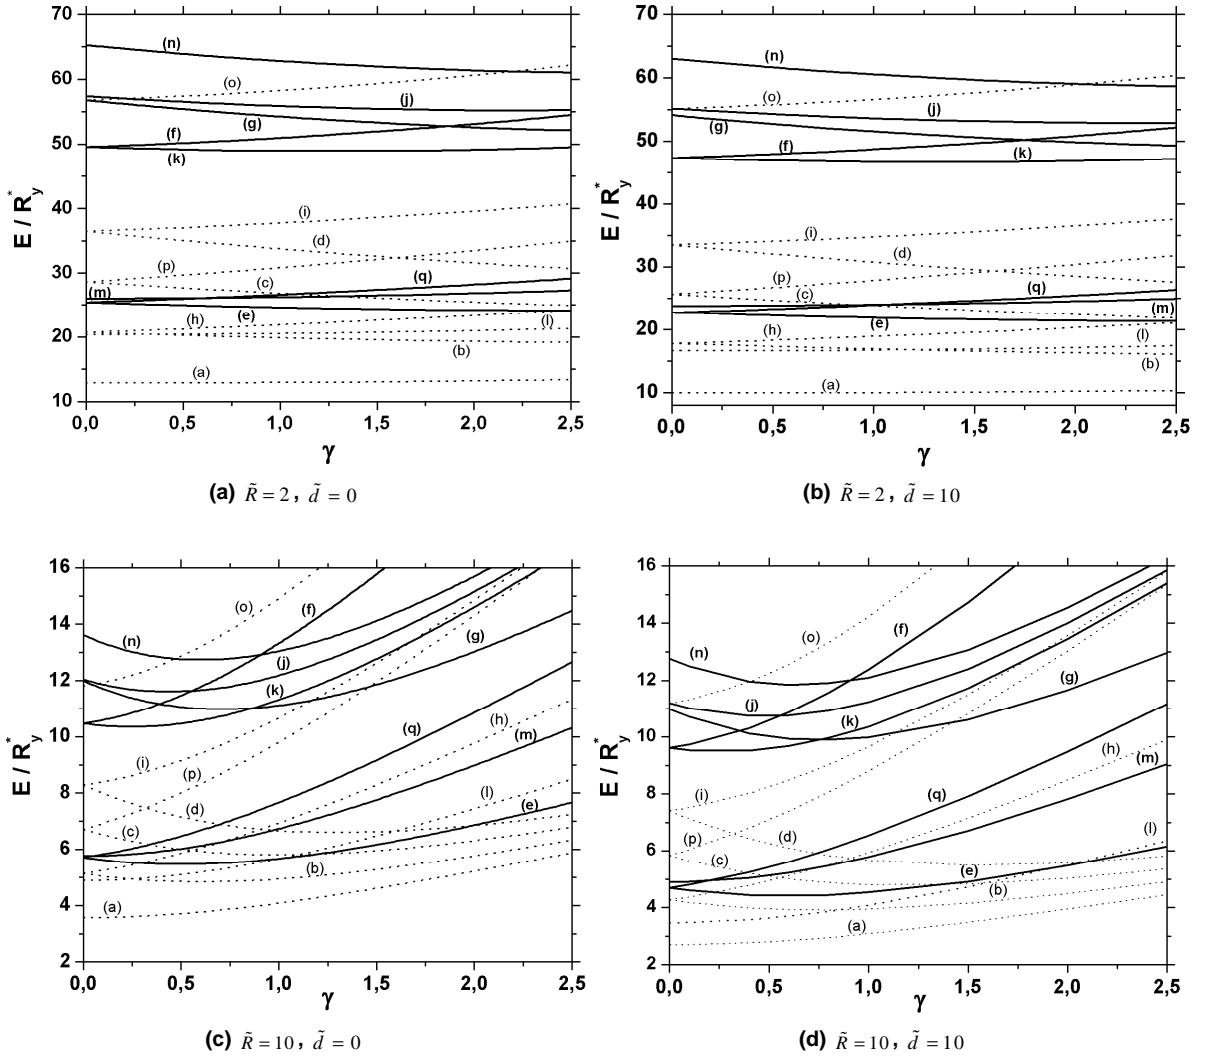 70
60
50
40
30
20
10
E / R*y
(n)
(o)
(j)
(g)
(f)
(k)
(i)
(d)
(p)
(q)
(c)
(m)
(e)
(h)
(l)
(b)
(a)
0,0 0,5 1,0 1,5 2,0 2,5
γ
(a) R̃ = 2 , d̃ = 0
70
60
50
40
30
20
10
E / R*y
(n)
(o)
(j)
(g)
(f)
(k)
(i)
(d)
(p)
(q)
(c)
(m)
(h)
(e)
(l)
(b)
(a)
0,0 0,5 1,0 1,5 2,0 2,5
γ
(b) R̃ = 2 , d̃ = 10
16
14
12
10
8
6
4
2
E / R*y
(o)
(f)
(n)
(g)
(j)
(k)
(q)
(h)
(m)
(i)
(p)
(l)
(d)
(e)
(c)
(b)
(a)
0,0 0,5 1,0 1,5 2,0 2,5
γ
(c) R̃ = 10 , d̃ = 0
16
14
12
10
8
6
4
2
E / R*y
(o)
(f)
(n)
(g)
(j)
(k)
(h)
(m)
(i)
(q)
(p)
(d)
(l)
(c)
(e)
(b)
(a)
0,0 0,5 1,0 1,5 2,0 2,5
γ
(d) R̃ = 10 , d̃ = 10